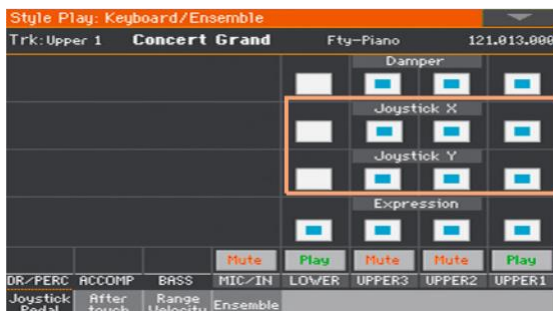 Style Play: Keyboard/Ensemble
Trk: Upper 1 Concert Grand Fty-Piano 121.013.000
Damper
Joystick X
Joystick Y
Expression
Mute Play Mute Mute Play
DR/PERC ACCOMP BASS MIC/IN LOWER UPPER3 UPPER2 UPPER1
Joystick After Range Ensemble
Pedal touch Velocity